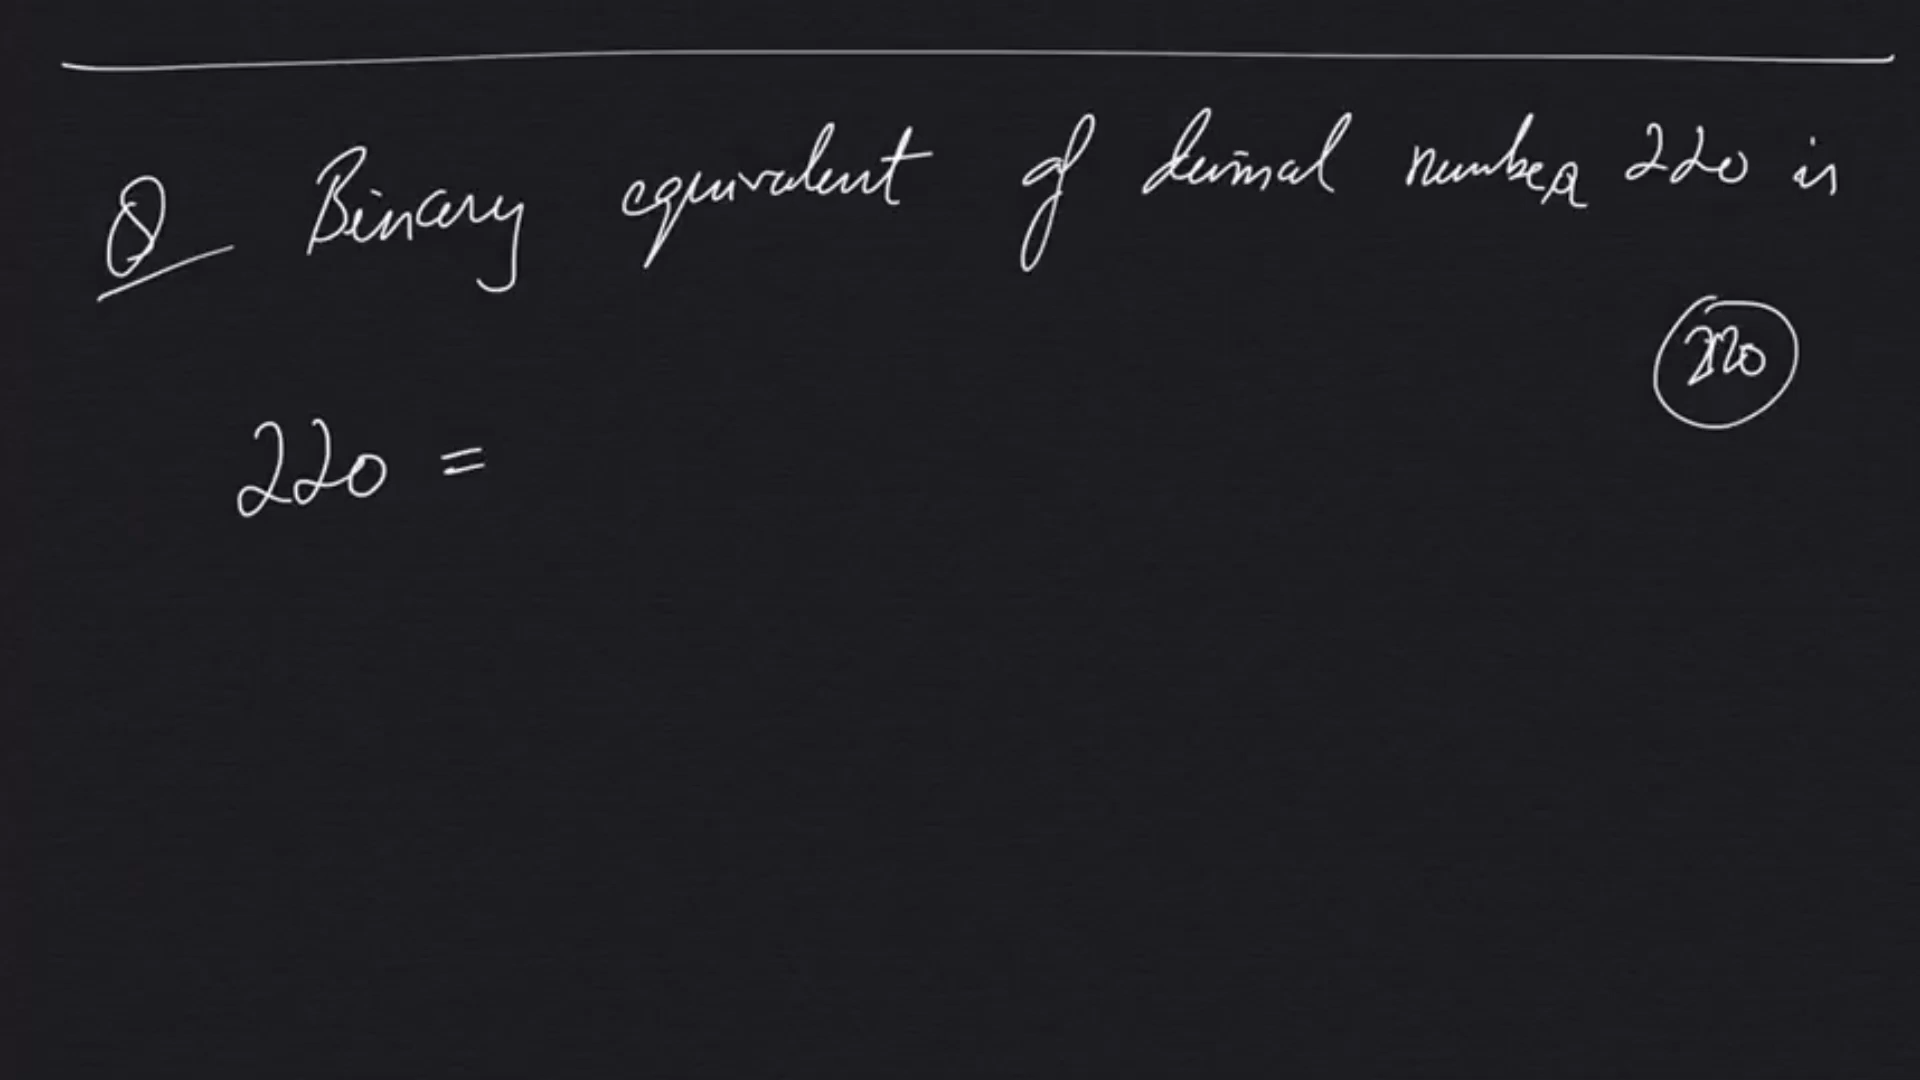 Q Binary equivalent of decimal number 220 is
220
220 =